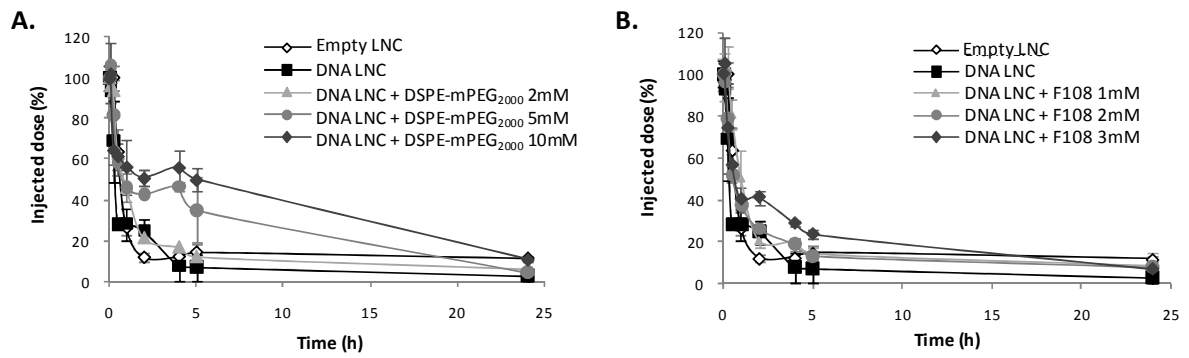 A.
120
100
80
60
40
20
0
Injected dose (%)
0 5 10 15 20 25
Time (h)
Empty LNC
DNA LNC
DNA LNC + DSPE-mPEG2000 2mM
DNA LNC + DSPE-mPEG2000 5mM
DNA LNC + DSPE-mPEG2000 10mM
B.
120
100
80
60
40
20
0
Injected dose (%)
0 5 10 15 20 25
Time (h)
Empty LNC
DNA LNC
DNA LNC + F108 1mM
DNA LNC + F108 2mM
DNA LNC + F108 3mM